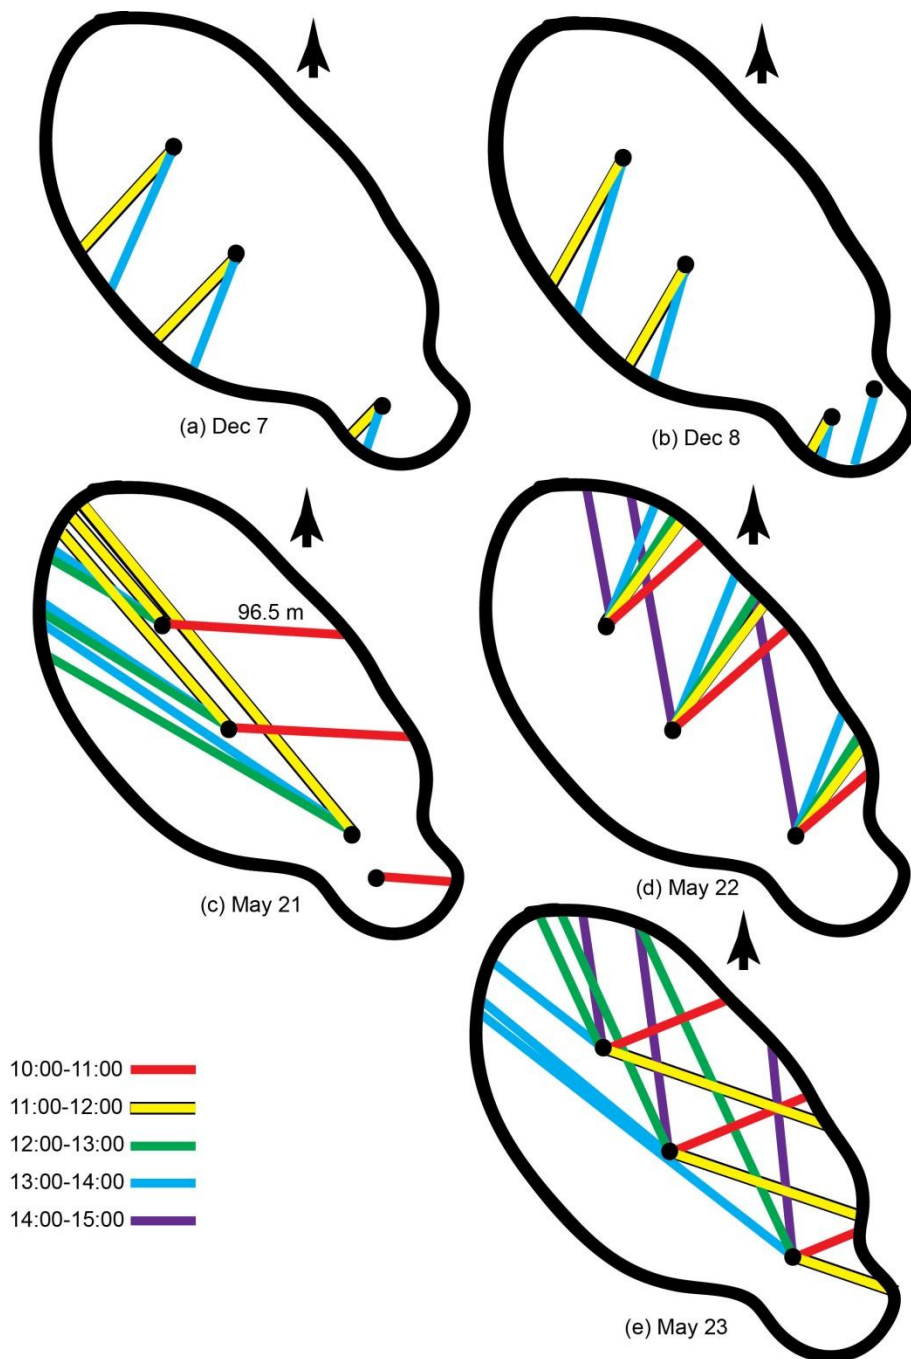 (a) Dec 7
(b) Dec 8
96.5 m
(c) May 21
(d) May 22
10:00-11:00
11:00-12:00
12:00-13:00
13:00-14:00
14:00-15:00
(e) May 23